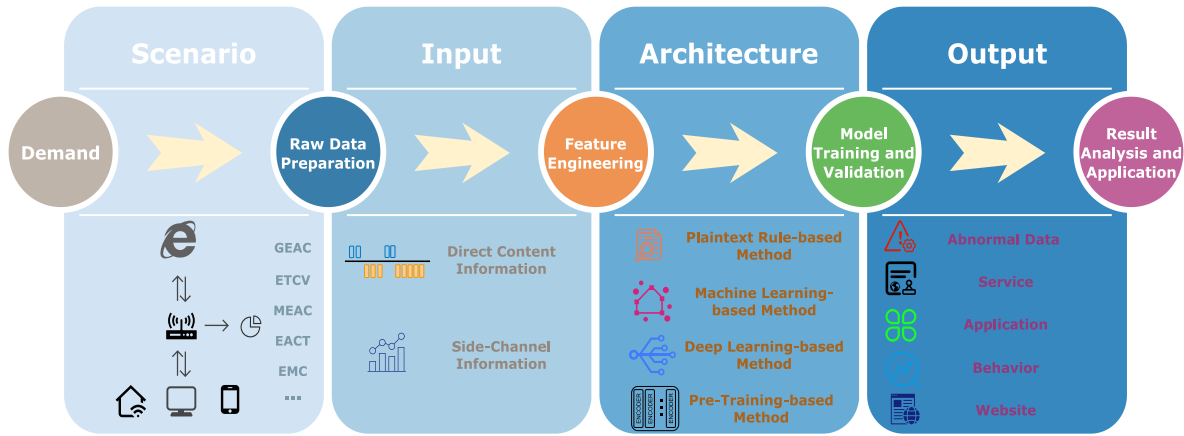 Scenario
Input
Architecture
Output
Demand
Raw Data
Preparation
Feature
Engineering
Model
Training and
Validation
Result
Analysis and
Application
GEAC
ETCV
MEAC
EACT
EMC
...
Direct Content
Information
Side-Channel
Information
Plaintext Rule-based
Method
Machine Learning-
based Method
Deep Learning-based
Method
ENCODER
ENCODER
...
ENCODER
Pre-Training-based
Method
Abnormal Data
Service
Application
Behavior
Website